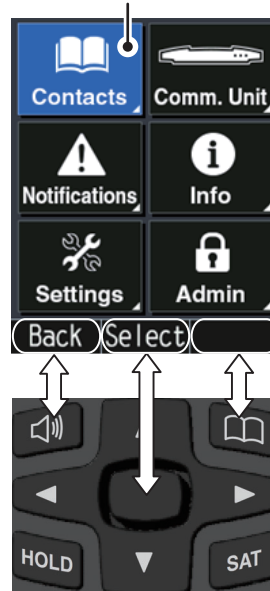 Contacts Comm. Unit
Notifications Info
Settings Admin
Back Select
HOLD SAT